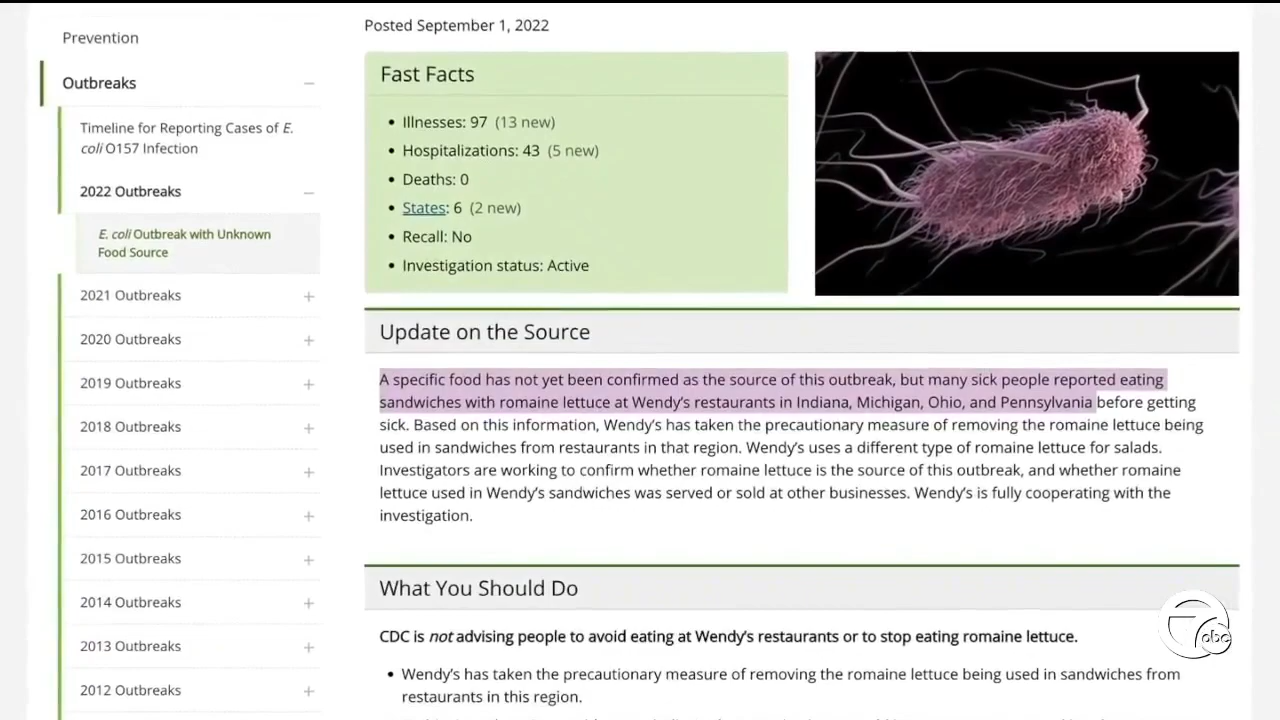 Prevention
Outbreaks
Timeline for Reporting Cases of E.
coli O157 Infection
2022 Outbreaks
E. coli Outbreak with Unknown
Food Source
2021 Outbreaks
2020 Outbreaks
2019 Outbreaks
2018 Outbreaks
2017 Outbreaks
2016 Outbreaks
2015 Outbreaks
2014 Outbreaks
2013 Outbreaks
2012 Outbreaks
Posted September 1, 2022
Fast Facts
• Illnesses: 97 (13 new)
• Hospitalizations: 43 (5 new)
• Deaths: 0
• States: 6 (2 new)
• Recall: No
• Investigation status: Active
Update on the Source
A specific food has not yet been confirmed as the source of this outbreak, but many sick people reported eating
sandwiches with romaine lettuce at Wendy’s restaurants in Indiana, Michigan, Ohio, and Pennsylvania before getting
sick. Based on this information, Wendy’s has taken the precautionary measure of removing the romaine lettuce being
used in sandwiches from restaurants in that region. Wendy’s uses a different type of romaine lettuce for salads.
Investigators are working to confirm whether romaine lettuce is the source of this outbreak, and whether romaine
lettuce used in Wendy’s sandwiches was served or sold at other businesses. Wendy’s is fully cooperating with the
investigation.
What You Should Do
CDC is not advising people to avoid eating at Wendy’s restaurants or to stop eating romaine lettuce.
• Wendy’s has taken the precautionary measure of removing the romaine lettuce being used in sandwiches from
restaurants in this region.
7 abc